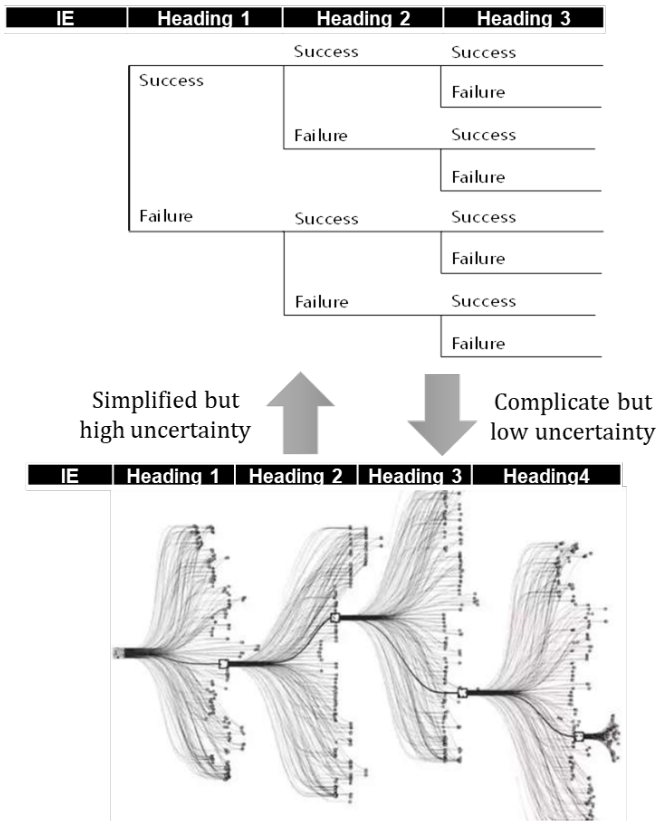 IE Heading 1 Heading 2 Heading 3
Success Success
Success
Failure
Failure Success
Failure
Failure Success Success
Failure
Failure Success
Failure
Simplified but
high uncertainty
Complicate but
low uncertainty
IE Heading 1 Heading 2 Heading 3 Heading4